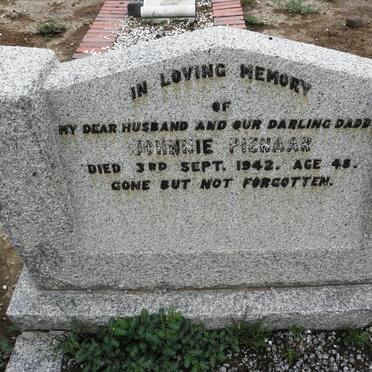 IN LOVING MEMORY
OF
MY DEAR HUSBAND AND OUR DARLING DADD
JOHNNIE PIENAAR
DIED 3RD SEPT. 1942. AGE 48.
GONE BUT NOT FORGOTTEN.